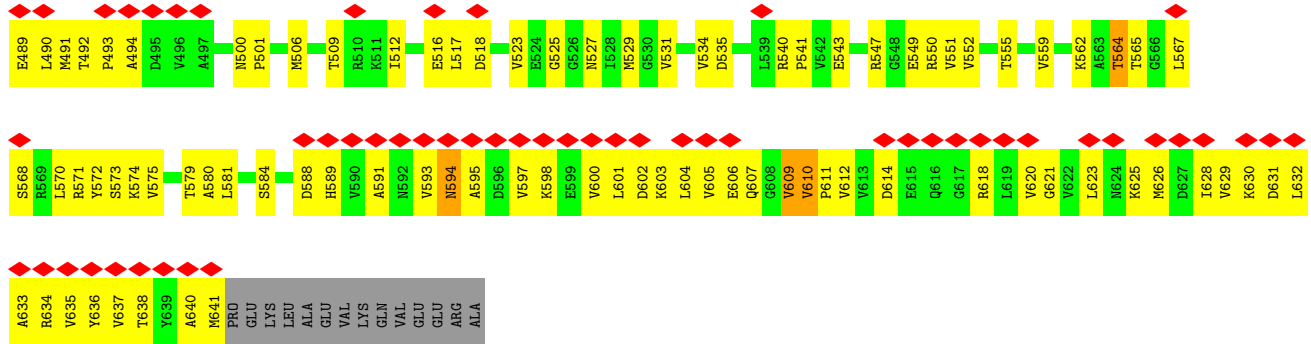 E489 L490 M491 T492 P493 A494 D495 V496 A497 N500 P501 M506 T509 R510 K511 I512 E516 L517 D518 V523 E524 G525 G526 N527 I528 M529 G530 V531 V534 D535 L539 R540 P541 V542 E543 R547 G548 E549 R550 V551 V552 T555 V559 K562 A563 T564 T565 G566 L567
S568 R569 L570 R571 Y572 S573 K574 V575 T579 A580 L581 S584 D588 H589 V590 A591 N592 V593 N594 A595 D596 V597 K598 E599 V600 L601 D602 K603 L604 V605 E606 Q607 G608 V609 V610 P611 V612 V613 D614 E615 Q616 G617 R618 L619 V620 G621 V622 L623 N624 K625 M626 D627 I628 V629 K630 D631 L632
A633 R634 V635 Y636 V637 T638 Y639 A640 M641 PRO GLU LYS LEU ALA GLU VAL LYS GLN VAL GLU GLU ARG ALA